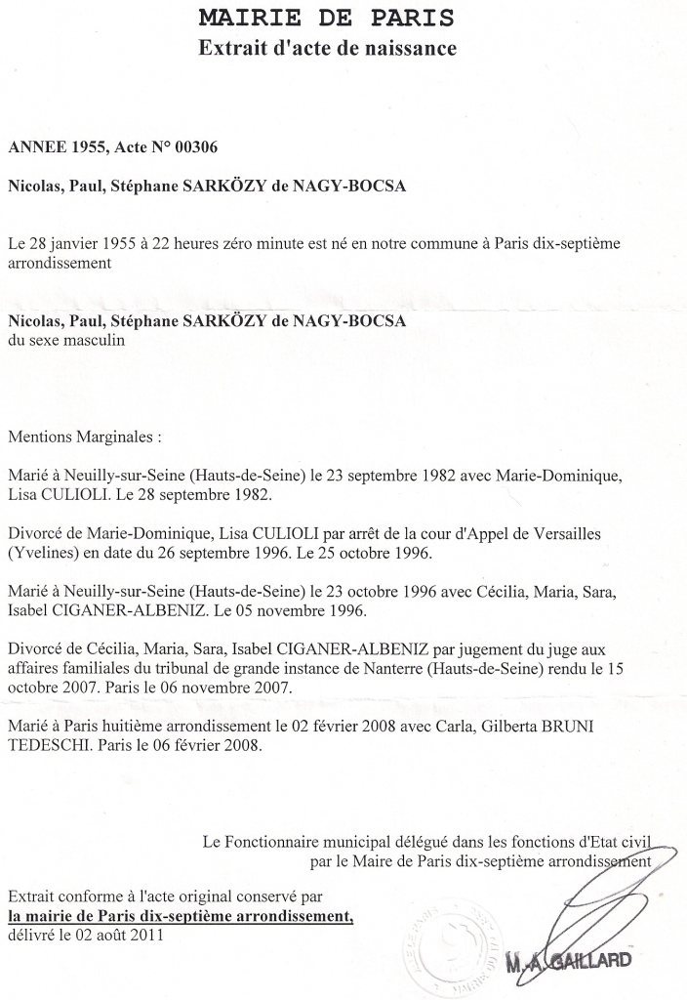 MAIRIE DE PARIS
Extrait d'acte de naissance
ANNEE 1955, Acte N° 00306
Nicolas, Paul, Stéphane SARKÖZY de NAGY-BOCSA
Le 28 janvier 1955 à 22 heures zéro minute est né en notre commune à Paris dix-septième
arrondissement
Nicolas, Paul, Stéphane SARKÖZY de NAGY-BOCSA
du sexe masculin
Mentions Marginales :
Marié à Neuilly-sur-Seine (Hauts-de-Seine) le 23 septembre 1982 avec Marie-Dominique,
Lisa CULIOLI. Le 28 septembre 1982.
Divorcé de Marie-Dominique, Lisa CULIOLI par arrêt de la cour d'Appel de Versailles
(Yvelines) en date du 26 septembre 1996. Le 25 octobre 1996.
Marié à Neuilly-sur-Seine (Hauts-de-Seine) le 23 octobre 1996 avec Cécilia, Maria, Sara,
Isabel CIGANER-ALBENIZ. Le 05 novembre 1996.
Divorcé de Cécilia, Maria, Sara, Isabel CIGANER-ALBENIZ par jugement du juge aux
affaires familiales du tribunal de grande instance de Nanterre (Hauts-de-Seine) rendu le 15
octobre 2007. Paris le 06 novembre 2007.
Marié à Paris huitième arrondissement le 02 février 2008 avec Carla, Gilberta BRUNI
TEDESCHI. Paris le 06 février 2008.
Le Fonctionnaire municipal délégué dans les fonctions d'Etat civil
par le Maire de Paris dix-septième arrondissement
Extrait conforme à l'acte original conservé par
la mairie de Paris dix-septième arrondissement,
délivré le 02 août 2011
VILLE DE PARIS
MAIRIE DU
M.-A. GAILLARD